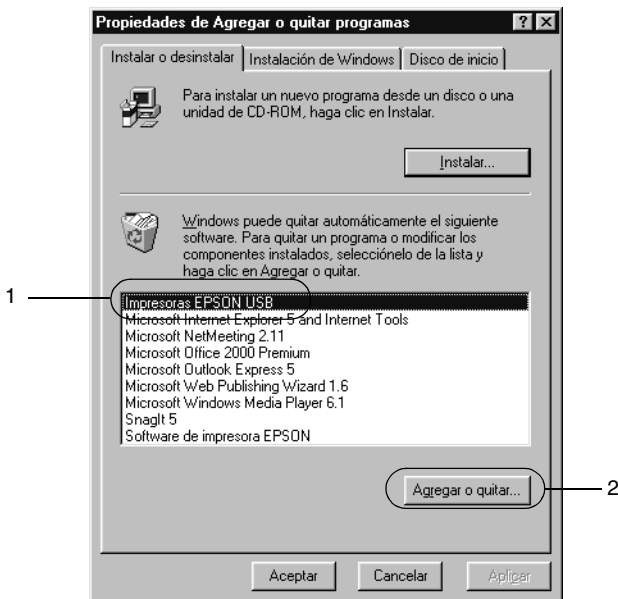 Propiedades de Agregar o quitar programas
Instalar o desinstalar
Instalación de Windows
Disco de inicio
Para instalar un nuevo programa desde un disco o una
unidad de CD-ROM, haga clic en Instalar.
Instalar...
Windows puede quitar automáticamente el siguiente
software. Para quitar un programa o modificar los
componentes instalados, selecciónelo de la lista y
haga clic en Agregar o quitar.
1
Impresoras EPSON USB
Microsoft Internet Explorer 5 and Internet Tools
Microsoft NetMeeting 2.11
Microsoft Office 2000 Premium
Microsoft Outlook Express 5
Microsoft Web Publishing Wizard 1.6
Microsoft Windows Media Player 6.1
SnagIt 5
Software de impresora EPSON
Agregar o quitar...
2
Aceptar
Cancelar
Aplicar